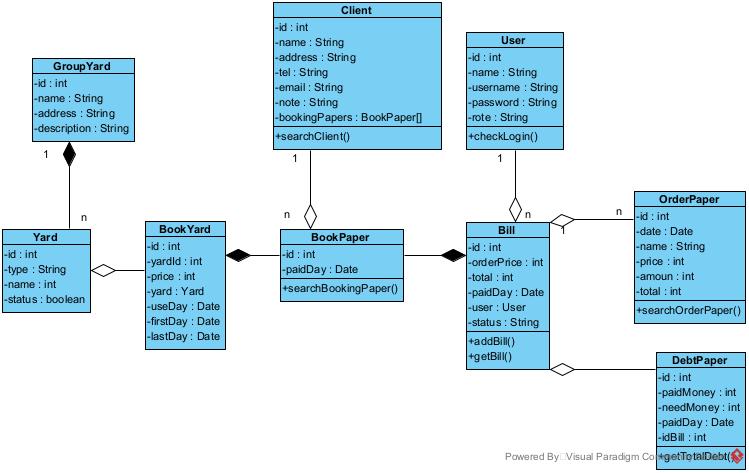 Client
-id : int
-name : String
-address : String
-tel : String
-email : String
-note : String
-bookingPapers : BookPaper[]
+searchClient()
User
-id : int
-name : String
-username : String
-password : String
-rote : String
+checkLogin()
GroupYard
-id : int
-name : String
-address : String
-description : String
1
n
1
n
1
n
Yard
-id : int
-type : String
-name : int
-status : boolean
BookYard
-id : int
-yardId : int
-price : int
-yard : Yard
-useDay : Date
-firstDay : Date
-lastDay : Date
BookPaper
-id : int
-paidDay : Date
+searchBookingPaper()
Bill
-id : int
-orderPrice : int
-total : int
-paidDay : Date
-user : User
-status : String
+addBill()
+getBill()
1
n
OrderPaper
-id : int
-date : Date
-name : String
-price : int
-amoun : int
-total : int
+searchOrderPaper()
DebtPaper
-id : int
-paidMoney : int
-needMoney : int
-paidDay : Date
-idBill : int
+getTotalDebt()
Powered By Visual Paradigm Com